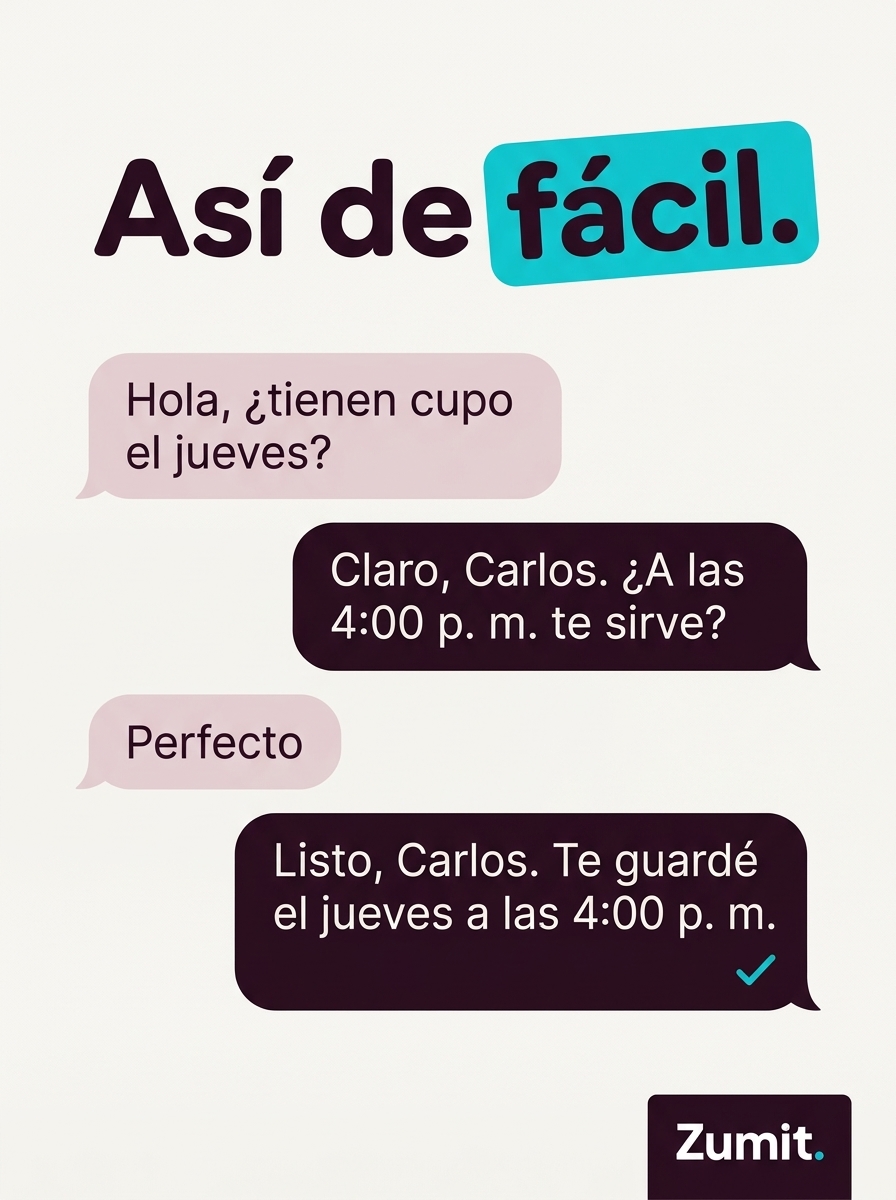 Así de fácil.
Hola, ¿tienen cupo
el jueves?
Claro, Carlos. ¿A las
4:00 p. m. te sirve?
Perfecto
Listo, Carlos. Te guardé
el jueves a las 4:00 p. m.
Zumit.